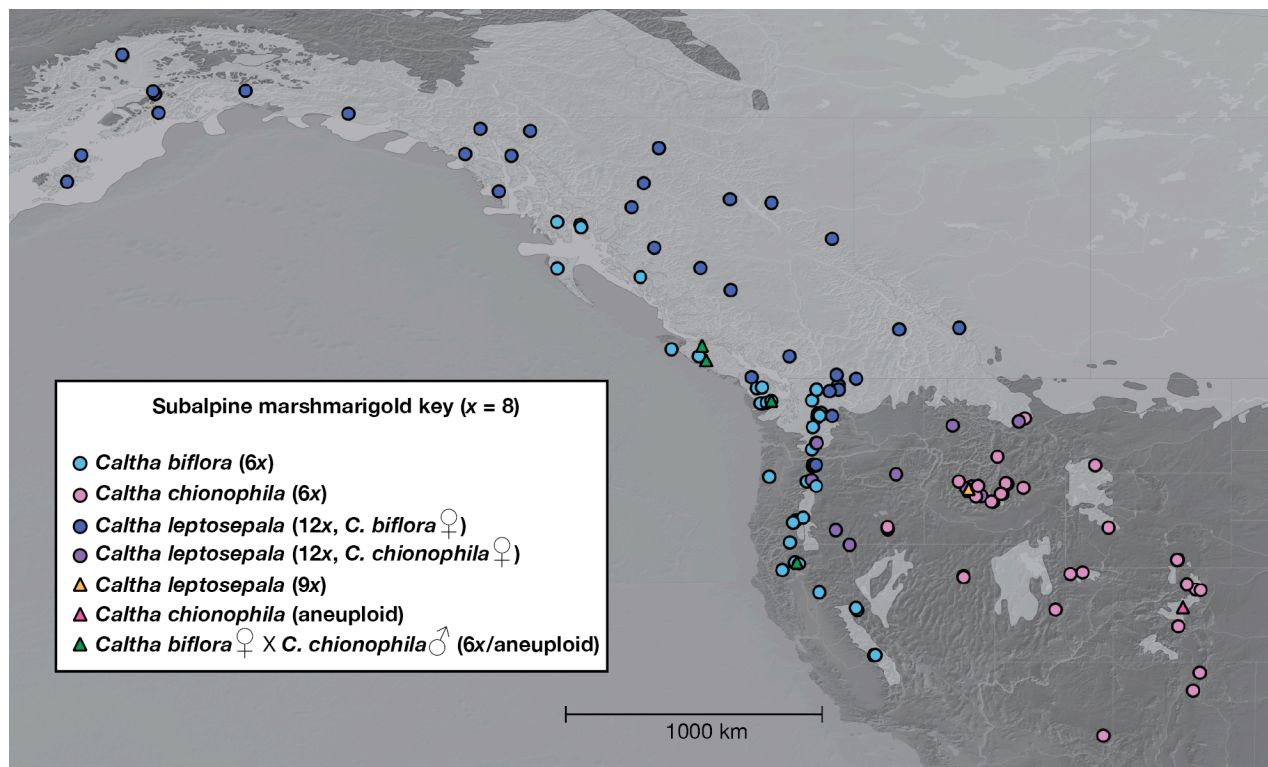 Subalpine marshmarigold key (x = 8)
Caltha biflora (6x)
Caltha chionophila (6x)
Caltha leptosepala (12x, C. biflora♀)
Caltha leptosepala (12x, C. chionophila♀)
Caltha leptosepala (9x)
Caltha chionophila (aneuploid)
Caltha biflora♀ X C. chionophila♂ (6x/aneuploid)
1000 km